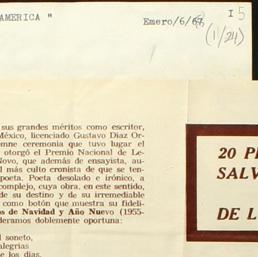 AMERICA "
Enero/6/67,
I 5
(1/24)
sus grandes méritos como escritor,
México, licenciado Gustavo Díaz Or-
emne ceremonia que tuvo lugar el
otorgó el Premio Nacional de Le-
Novo, que además de ensayista, au-
l más culto cronista de que se ten-
poeta. Poeta desolado e irónico, a
complejo, cuya obra, en este sentido,
de su destino y de su irremediable
como botón que muestra su fideli-
os de Navidad y Año Nuevo (1955-
deramos doblemente oportuna:
l soneto,
alegrías
e los días.
20 P
SALV
DE L